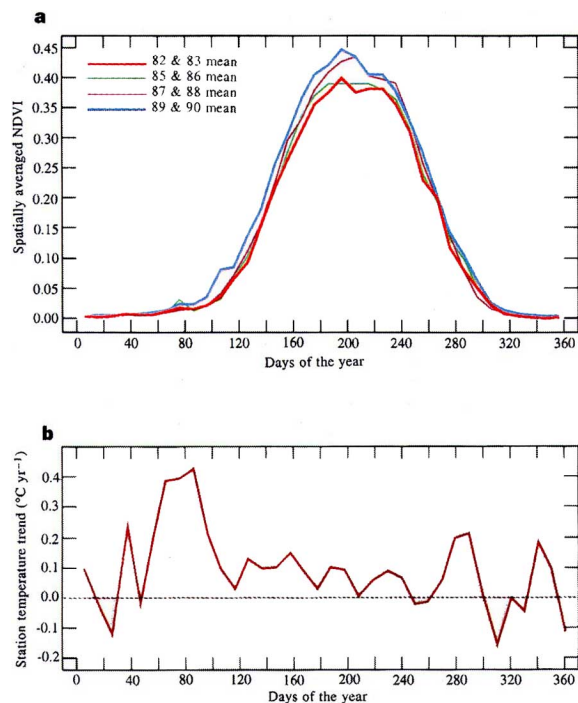 a
0.45
82 & 83 mean
0.40
85 & 86 mean
87 & 88 mean
0.35
89 & 90 mean
0.30
0.25
0.20
0.15
0.10
0.05
0.00
Spatially averaged NDVI
0 40 80 120 160 200 240 280 320 360
Days of the year
b
0.4
0.3
0.2
0.1
0.0
-0.1
-0.2
Station temperature trend (°C yr⁻¹)
0 40 80 120 160 200 240 280 320 360
Days of the year